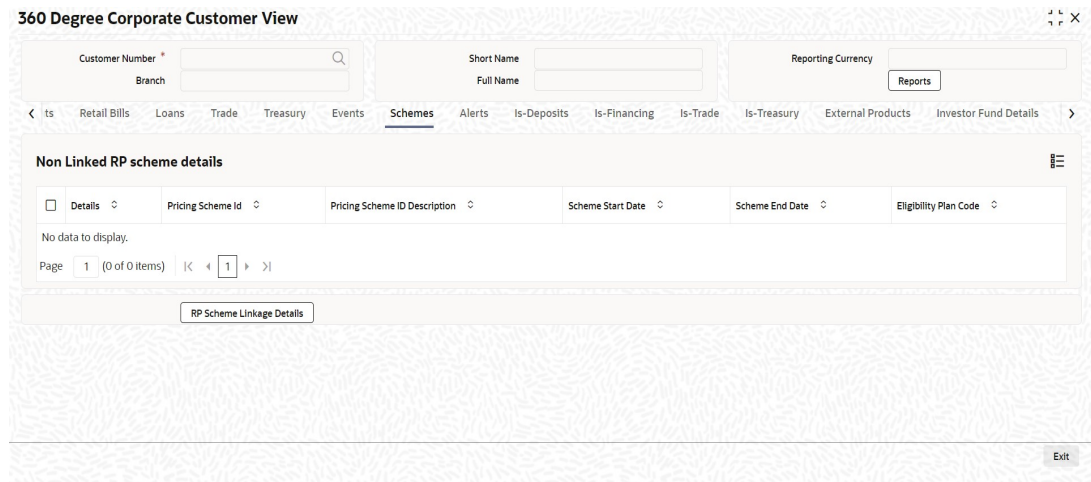 360 Degree Corporate Customer View
Customer Number *
Short Name
Reporting Currency
Branch
Full Name
Reports
ts Retail Bills Loans Trade Treasury Events Schemes Alerts Is-Deposits Is-Financing Is-Trade Is-Treasury External Products Investor Fund Details
Non Linked RP scheme details
Details Pricing Scheme Id Pricing Scheme ID Description Scheme Start Date Scheme End Date Eligibility Plan Code
No data to display.
Page 1 (0 of 0 items) 1
RP Scheme Linkage Details
Exit